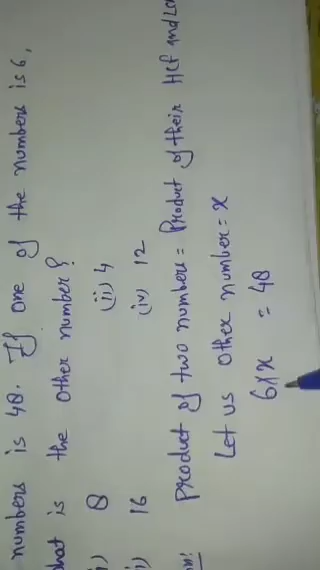 numbers is 48. If one of the numbers is 6,
what is the other number?
i) 8 (ii) 4
i) 16 (iv) 12
Product of two numbers = Product of their HCF and
Let us other number = x
6 x x = 48